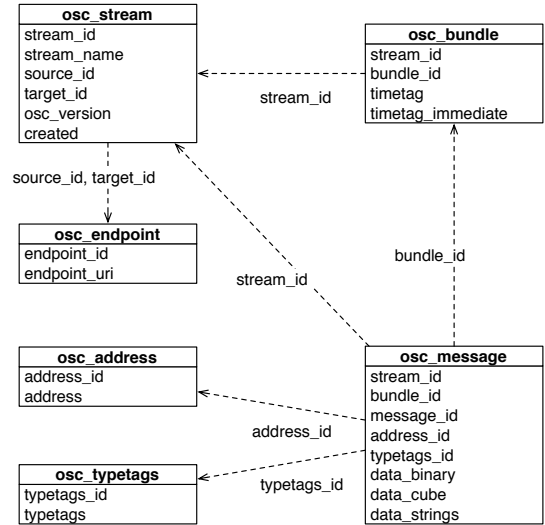 osc_stream
stream_id
stream_name
source_id
target_id
osc_version
created
osc_bundle
stream_id
bundle_id
timetag
timetag_immediate
stream_id
source_id, target_id
osc_endpoint
endpoint_id
endpoint_uri
bundle_id
stream_id
osc_address
address_id
address
osc_message
stream_id
bundle_id
message_id
address_id
typetags_id
data_binary
data_cube
data_strings
address_id
typetags_id
osc_typetags
typetags_id
typetags